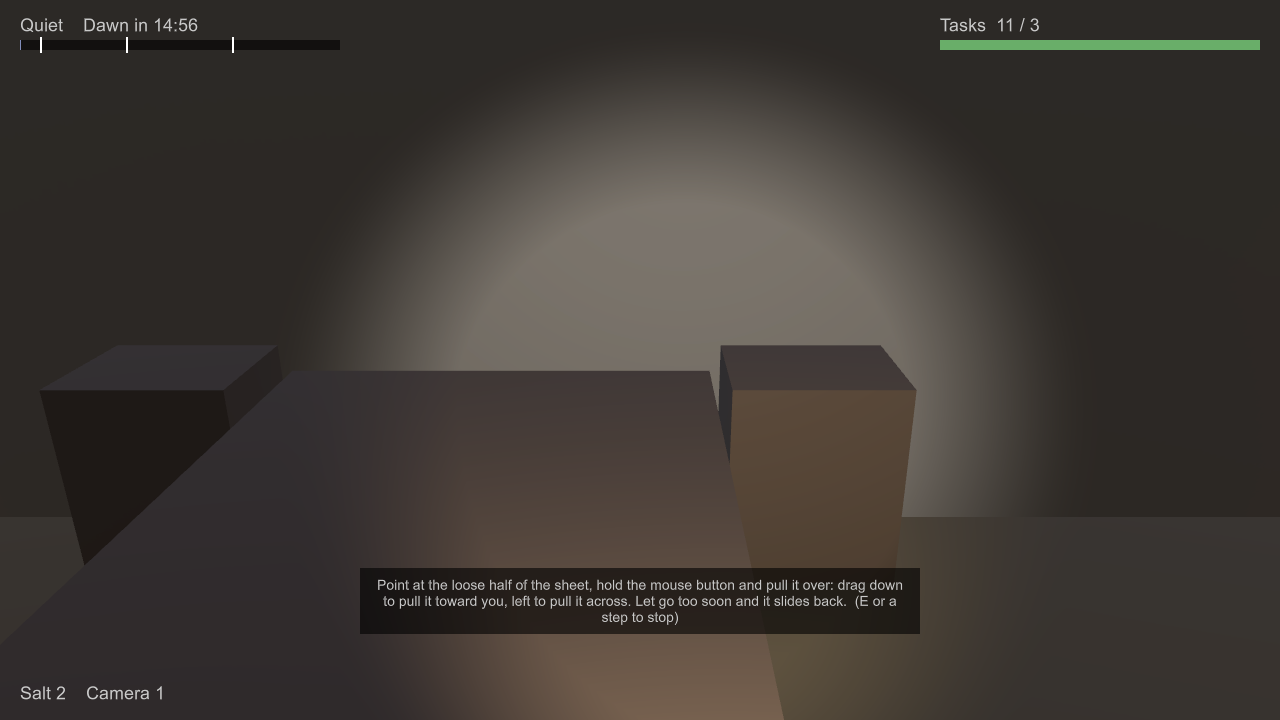 Quiet Dawn in 14:56
Tasks 11 / 3
Point at the loose half of the sheet, hold the mouse button and pull it over: drag down
to pull it toward you, left to pull it across. Let go too soon and it slides back. (E or a
step to stop)
Salt 2 Camera 1